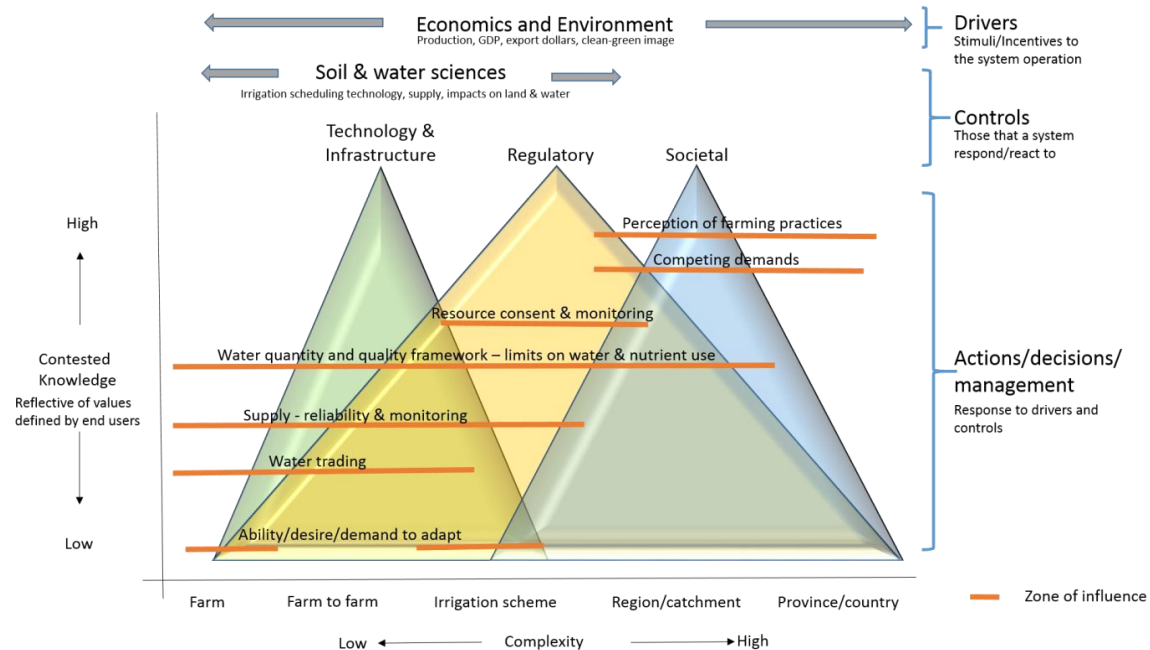 Economics and Environment
Production, GDP, export dollars, clean-green image
Drivers
Stimuli/Incentives to
the system operation
Soil & water sciences
Irrigation scheduling technology, supply, impacts on land & water
Controls
Those that a system
respond/react to
Technology &
Infrastructure
Regulatory
Societal
High
Perception of farming practices
Competing demands
Resource consent & monitoring
Contested
Knowledge
Reflective of values
defined by end users
Water quantity and quality framework – limits on water & nutrient use
Actions/decisions/
management
Response to drivers and
controls
Supply - reliability & monitoring
Water trading
Low
Ability/desire/demand to adapt
Farm
Farm to farm
Irrigation scheme
Region/catchment
Province/country
Zone of influence
Low
Complexity
High